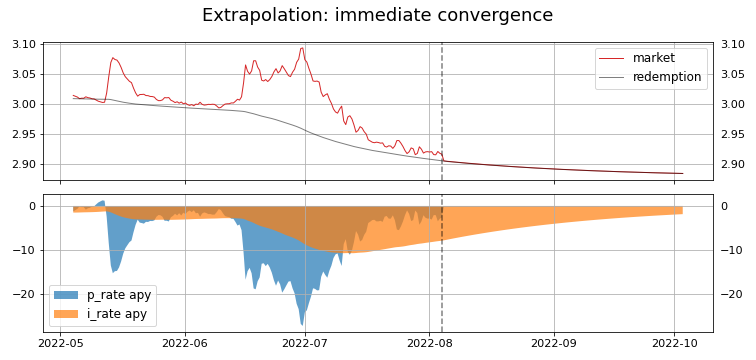 Extrapolation: immediate convergence
3.10 3.10
3.05 3.05
3.00 3.00
2.95 2.95
2.90 2.90
market
redemption
0 0
−10 −10
−20 −20
p_rate apy
i_rate apy
2022-05 2022-06 2022-07 2022-08 2022-09 2022-10